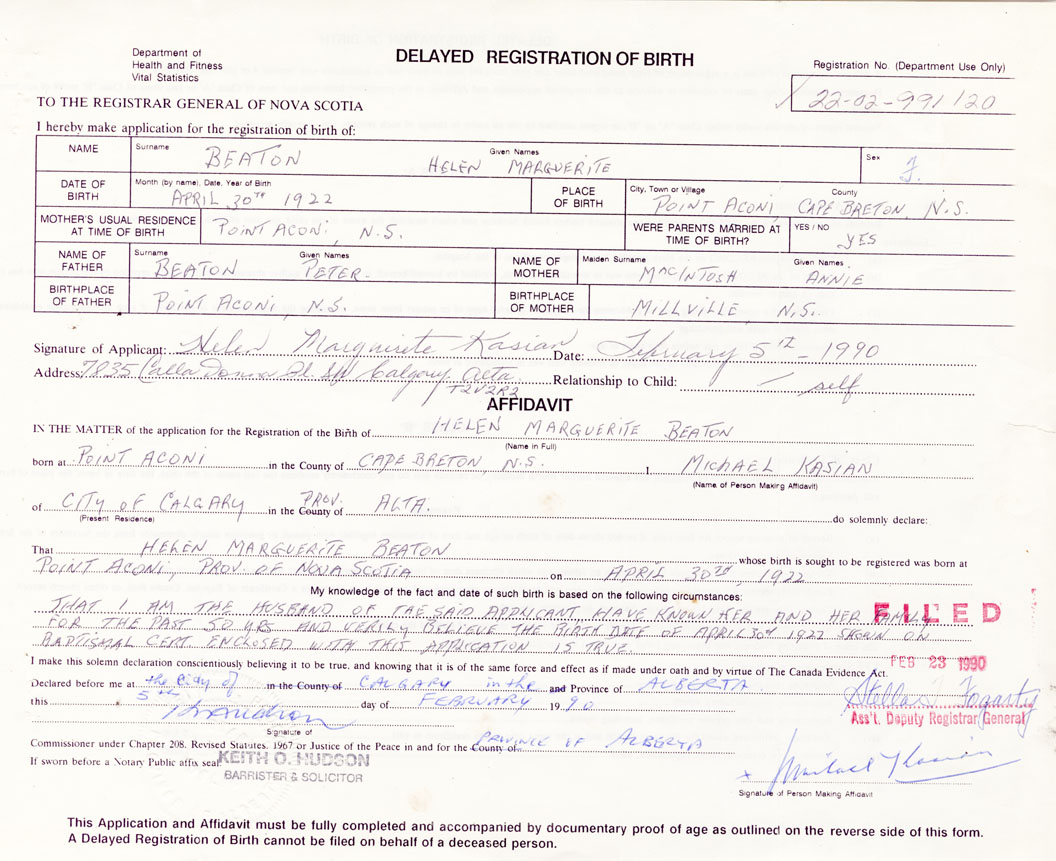 Department of
Health and Fitness
Vital Statistics
DELAYED REGISTRATION OF BIRTH
Registration No. (Department Use Only)
22-02-991120
TO THE REGISTRAR GENERAL OF NOVA SCOTIA
I hereby make application for the registration of birth of:
NAME Surname BEATON Given Names HELEN MARGUERITE Sex F.
DATE OF BIRTH Month (by name), Date, Year of Birth APRIL 30TH 1922 PLACE OF BIRTH City, Town or Village County POINT ACONI, CAPE BRETON, N.S.
MOTHER'S USUAL RESIDENCE AT TIME OF BIRTH POINT ACONI, N.S. WERE PARENTS MARRIED AT TIME OF BIRTH? YES / NO YES
NAME OF FATHER Surname BEATON Given Names PETER. NAME OF MOTHER Maiden Surname MACINTOSH Given Names ANNIE
BIRTHPLACE OF FATHER POINT ACONI, N.S. BIRTHPLACE OF MOTHER MILLVILLE, N.S.
Signature of Applicant: Helen Marguirite Kasian Date: February 5th - 1990
Address: 7835 Calla Donna Pl. SW Calgary Alta Relationship to Child: self
T2V2R2
AFFIDAVIT
IN THE MATTER of the application for the Registration of the Birth of HELEN MARGUERITE BEATON
(Name in Full)
born at POINT ACONI in the County of CAPE BRETON, N.S. I, MICHAEL KASIAN
(Name of Person Making Affidavit)
of CITY OF CALGARY in the County of PROV. ALTA. do solemnly declare:
(Present Residence)
That HELEN MARGUERITE BEATON whose birth is sought to be registered was born at
POINT ACONI, PROV. OF NOVA SCOTIA on APRIL 30TH, 1922
My knowledge of the fact and date of such birth is based on the following circumstances:
THAT I AM THE HUSBAND OF THE SAID APPLICANT HAVE KNOWN HER AND HER FAMILY
FILED
FOR THE PAST 50 YRS AND VERILY BELIEVE THE BIRTH DATE OF APRIL 30TH 1922 SHOWN ON
BAPTISMAL CERT ENCLOSED WITH THIS APPLICATION IS TRUE.
FEB 23 1990
I make this solemn declaration conscientiously believing it to be true, and knowing that it is of the same force and effect as if made under oath and by virtue of The Canada Evidence Act.
Declared before me at the City of in the County of CALGARY in the and Province of ALBERTA
this 5th day of FEBRUARY 1990
Stella Fogarty
Ass't. Deputy Registrar General
Signature of
Commissioner under Chapter 208, Revised Statutes, 1967 or Justice of the Peace in and for the County of PROVINCE OF ALBERTA
If sworn before a Notary Public affix seal
KEITH O. HUDSON
BARRISTER & SOLICITOR
x Michael Kasian
Signature of Person Making Affidavit
This Application and Affidavit must be fully completed and accompanied by documentary proof of age as outlined on the reverse side of this form.
A Delayed Registration of Birth cannot be filed on behalf of a deceased person.